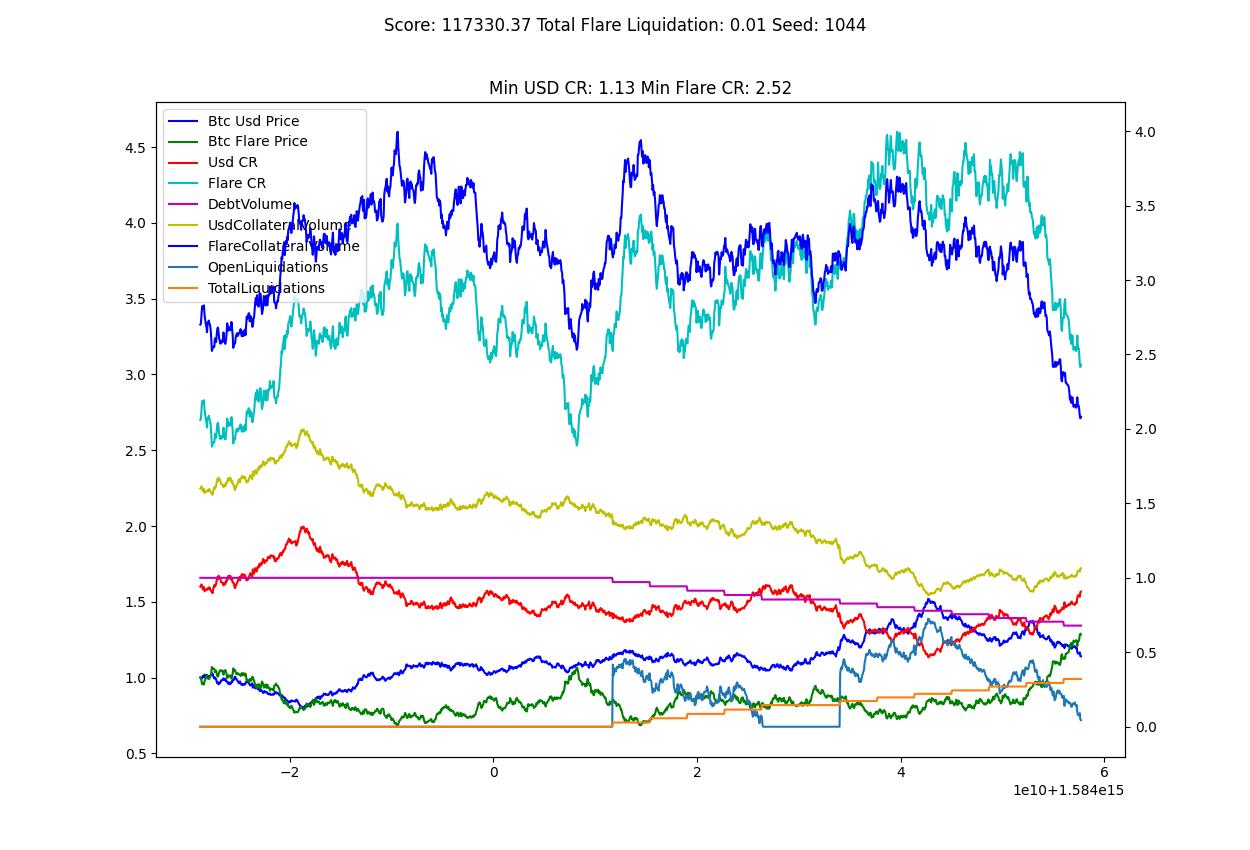 Score: 117330.37 Total Flare Liquidation: 0.01 Seed: 1044
Min USD CR: 1.13 Min Flare CR: 2.52
Btc Usd Price
Btc Flare Price
Usd CR
Flare CR
DebtVolume
UsdCollateralVolume
FlareCollateralVolume
OpenLiquidations
TotalLiquidations
4.5
4.0
3.5
3.0
2.5
2.0
1.5
1.0
0.5
4.0
3.5
3.0
2.5
2.0
1.5
1.0
0.5
0.0
−2 0 2 4 6
1e10+1.584e15